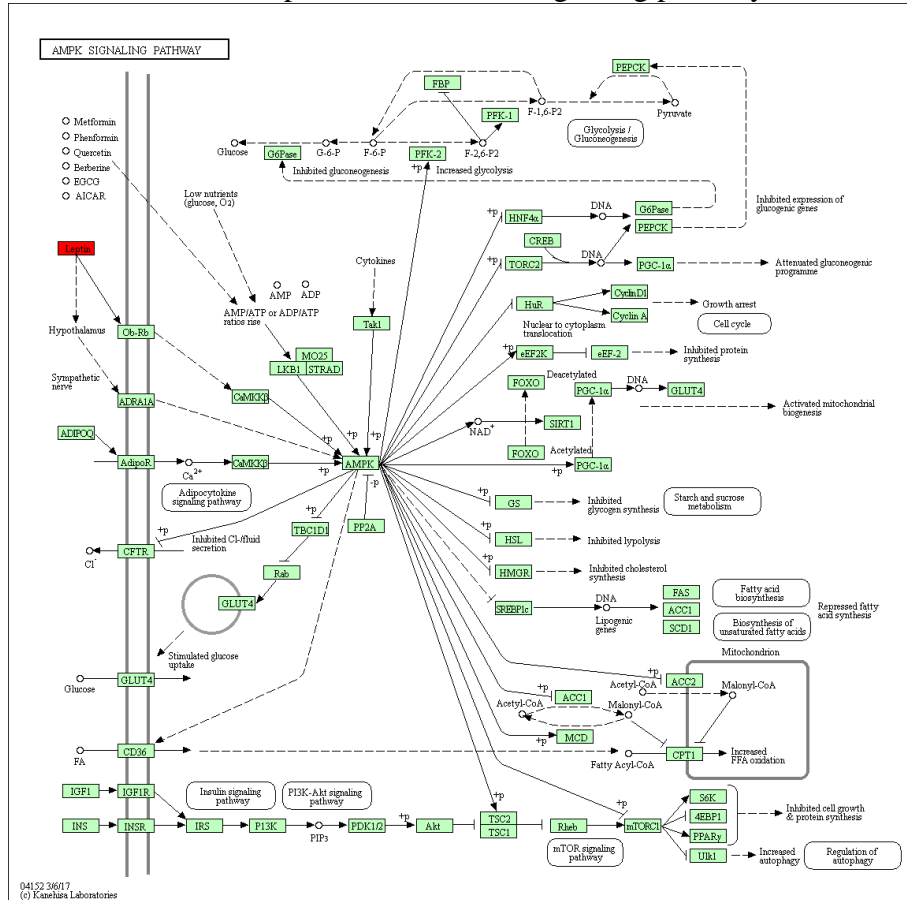 AMPK SIGNALING PATHWAY
Metformin
Phenformin
Quercetin
Berberine
EGCG
AICAR
Low nutrients
(glucose, O2)
Leptin
Hypothalamus
Sympathetic
nerve
Ob-Rb
ADRA1A
ADIPOQ
AdipoR
Ca2+
CaMKKβ
CaMKKβ
Adipocytokine
signaling pathway
AMP
ADP
AMP/ATP or ADP/ATP
ratios rise
MO25
LKB1
STRAD
Cytokines
Tak1
+p
+p
+p
+p
+p
AMPK
-p
PP2A
+p
TBC1D1
Rab
GLUT4
+p
Inhibited Cl-/fluid
secretion
CFTR
Cl-
Stimulated glucose
uptake
Glucose
GLUT4
FA
CD36
FBP
PFK-1
F-1,6-P2
PEPCK
Pyruvate
Glycolysis /
Gluconeogenesis
Glucose
G6Pase
G-6-P
F-6-P
PFK-2
+p
F-2,6-P2
Inhibited gluconeogenesis
Increased glycolysis
+p
HNF4α
DNA
G6Pase
PEPCK
Inhibited expression of
glucogenic genes
CREB
+p
TORC2
DNA
PGC-1α
Attenuated gluconeogenic
programme
HuR
Cyclin D1
Cyclin A
Growth arrest
Cell cycle
Nuclear to cytoplasm
translocation
+p
eEF2K
eEF-2
Inhibited protein
synthesis
Deacetylated
FOXO
PGC-1α
DNA
GLUT4
Activated mitochondrial
biogenesis
NAD+
SIRT1
FOXO
Acetylated
+p
PGC-1α
+p
GS
Inhibited
glycogen synthesis
Starch and sucrose
metabolism
+p
HSL
Inhibited lypolysis
+p
HMGR
Inhibited cholesterol
synthesis
SREBP1c
DNA
Lipogenic
genes
FAS
ACC1
SCD1
Fatty acid
biosynthesis
Biosynthesis of
unsaturated fatty acids
Repressed fatty
acid synthesis
Mitochondrion
+p
ACC2
Acetyl-CoA
Malonyl-CoA
+p
ACC1
Acetyl-CoA
Malonyl-CoA
+p
MCD
Fatty Acyl-CoA
CPT1
Increased
FFA oxidation
IGF1
IGF1R
Insulin signaling
pathway
PI3K-Akt signaling
pathway
INS
INSR
IRS
P13K
PIP3
PDK1/2
+p
Akt
+p
TSC2
TSC1
Rheb
+p
mTORC1
mTOR signaling
pathway
S6K
4EBP1
PPARγ
Ulk1
Inhibited cell growth
& protein synthesis
Increased
autophagy
Regulation of
autophagy
04152 3/6/17
(c) Kanehisa Laboratories